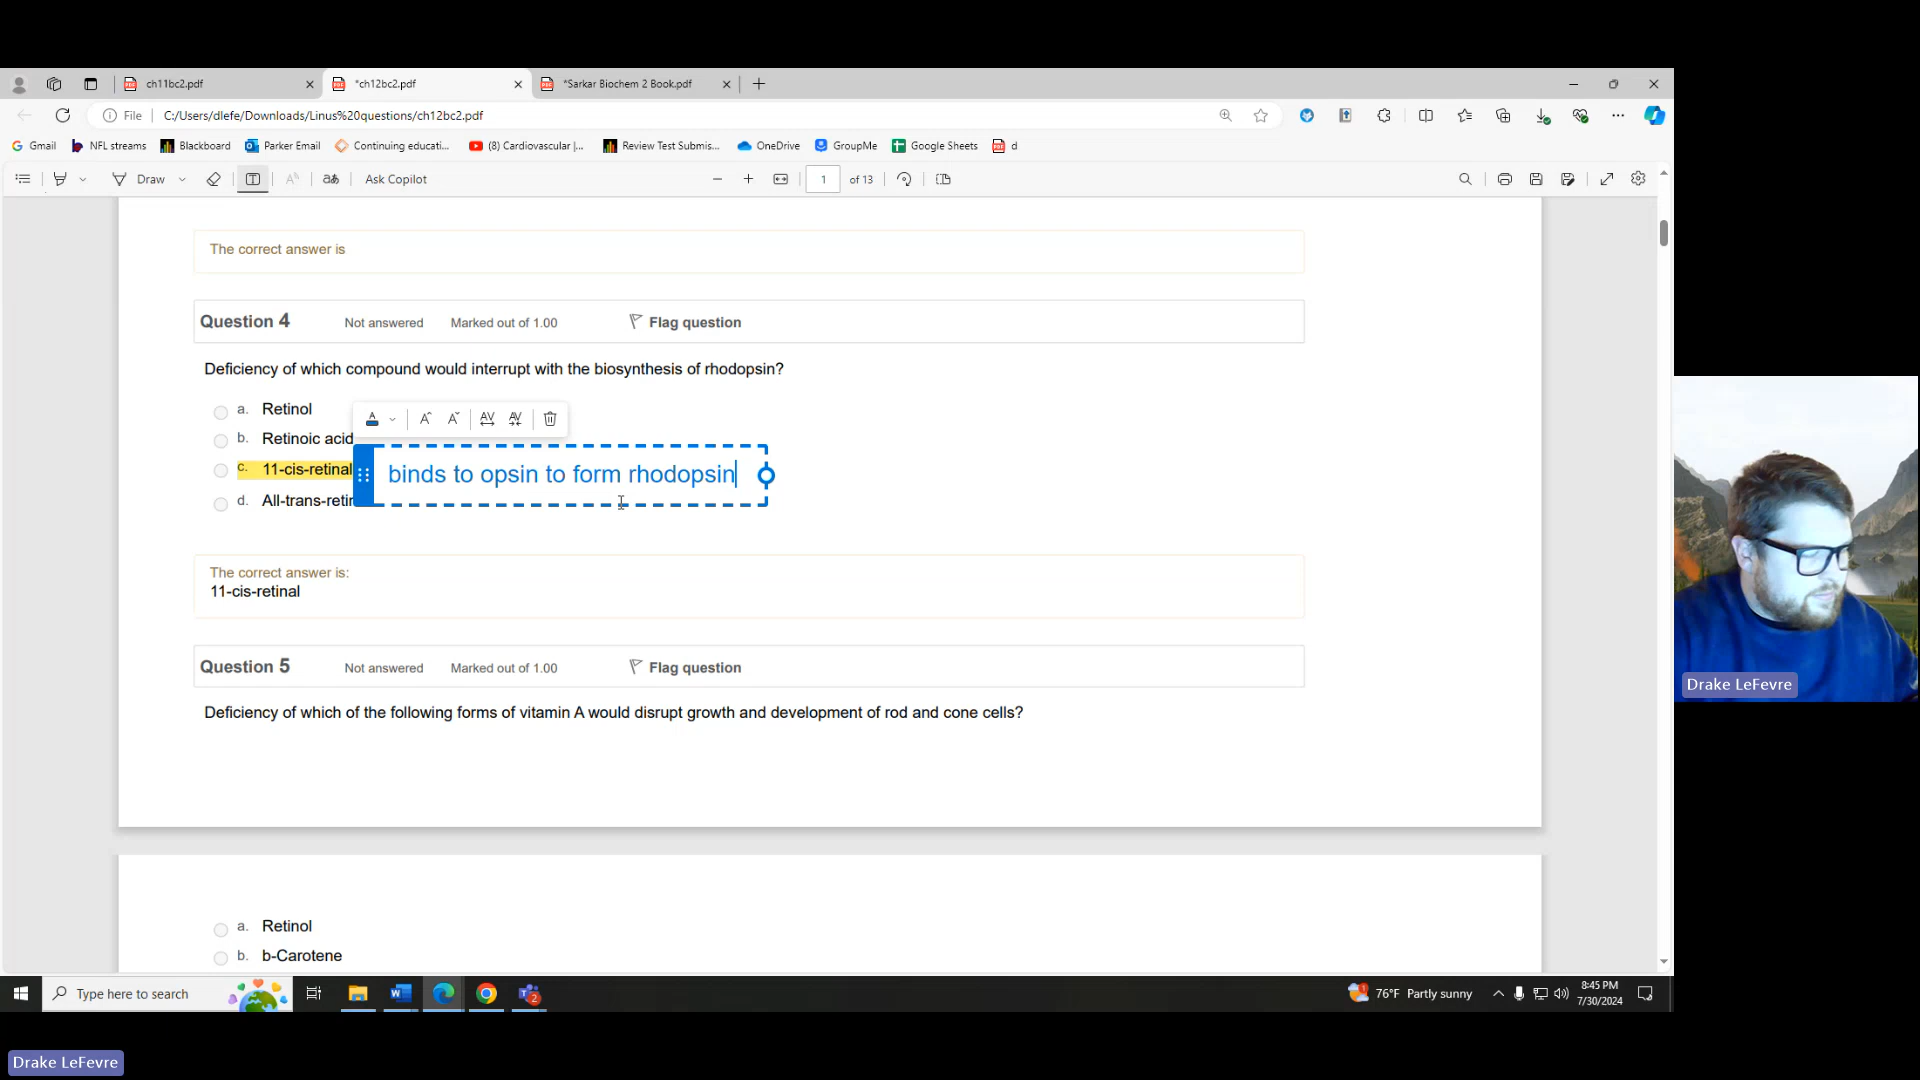 ch11bc2.pdf
*ch12bc2.pdf
*Sarkar Biochem 2 Book.pdf
File
C:/Users/dlefe/Downloads/Linus%20questions/ch12bc2.pdf
Gmail
NFL streams
Blackboard
Parker Email
Continuing educati...
(8) Cardiovascular |...
Review Test Submis...
OneDrive
GroupMe
Google Sheets
d
Draw
Ask Copilot
1 of 13
The correct answer is
Question 4 Not answered Marked out of 1.00 Flag question
Deficiency of which compound would interrupt with the biosynthesis of rhodopsin?
a. Retinol
b. Retinoic acid
c. 11-cis-retinal binds to opsin to form rhodopsin
d. All-trans-retin
The correct answer is:
11-cis-retinal
Question 5 Not answered Marked out of 1.00 Flag question
Deficiency of which of the following forms of vitamin A would disrupt growth and development of rod and cone cells?
a. Retinol
b. b-Carotene
Drake LeFevre
Type here to search
2
1
76°F Partly sunny
8:45 PM
7/30/2024
Drake LeFevre